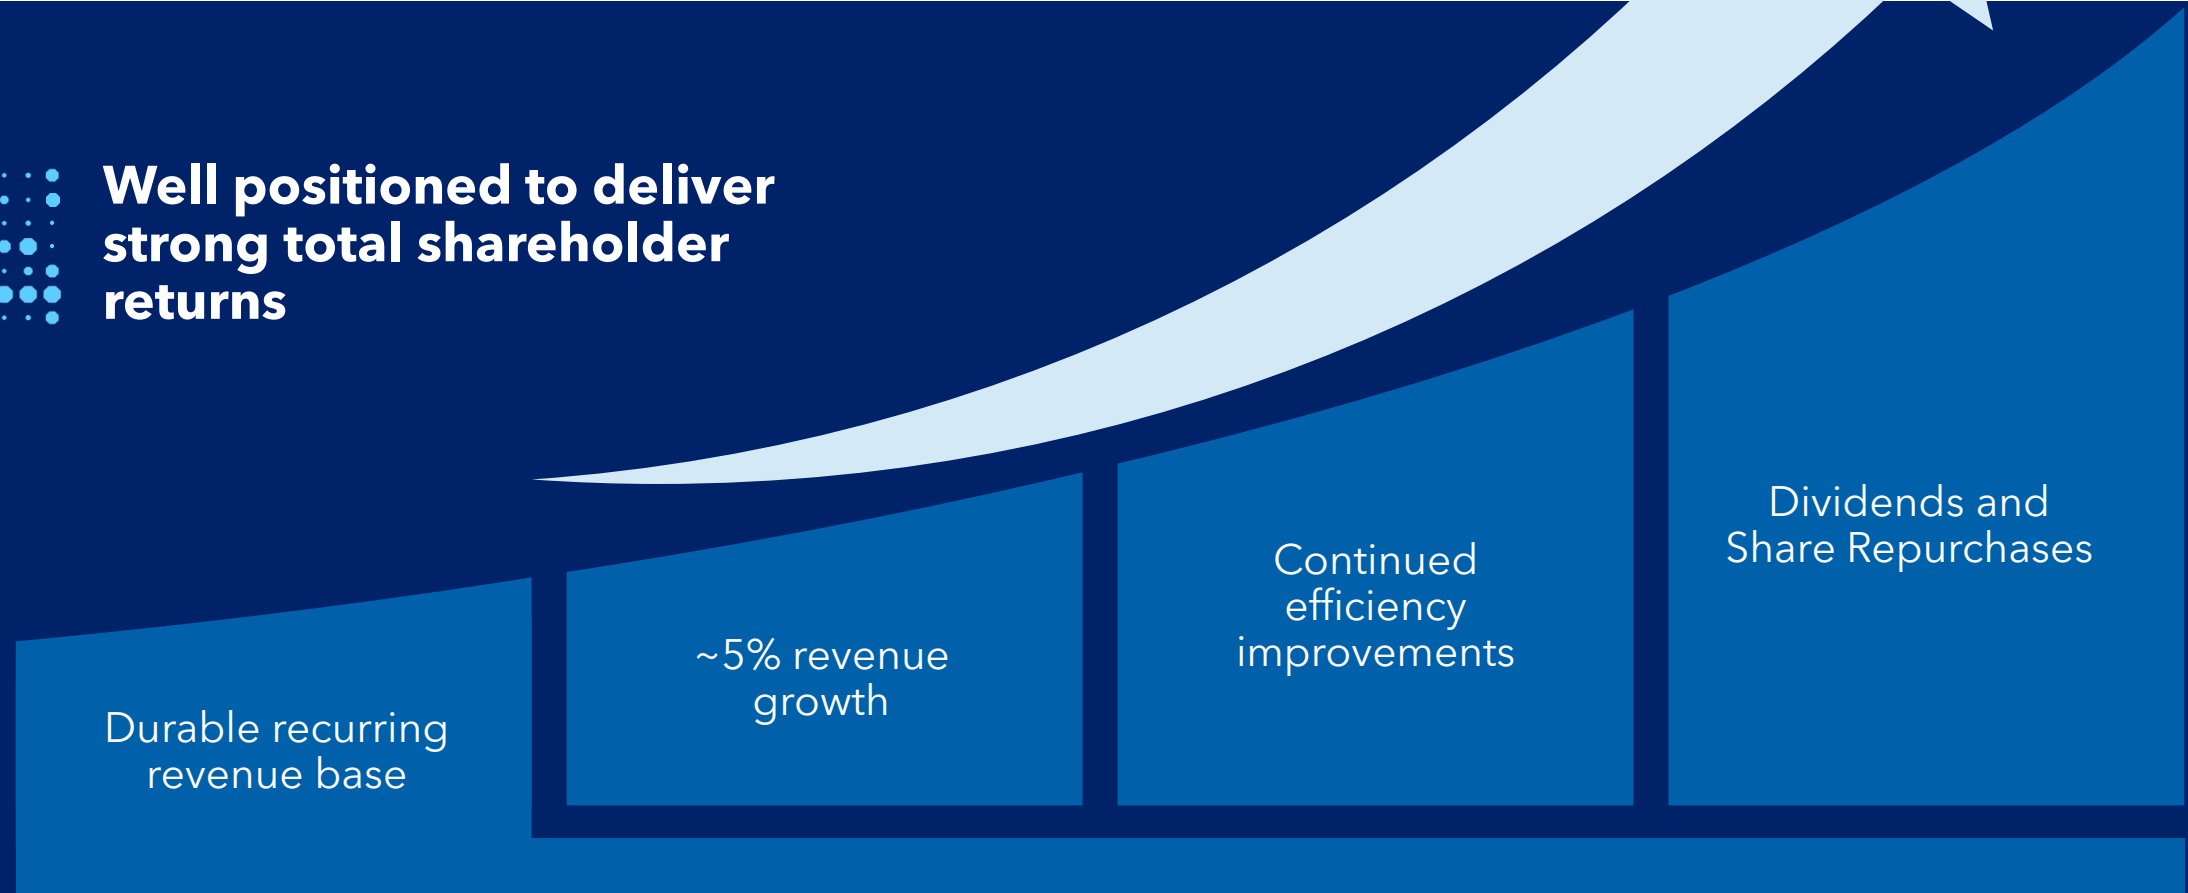 Well positioned to deliver
strong total shareholder
returns
Durable recurring
revenue base
~5% revenue
growth
Continued
efficiency
improvements
Dividends and
Share Repurchases